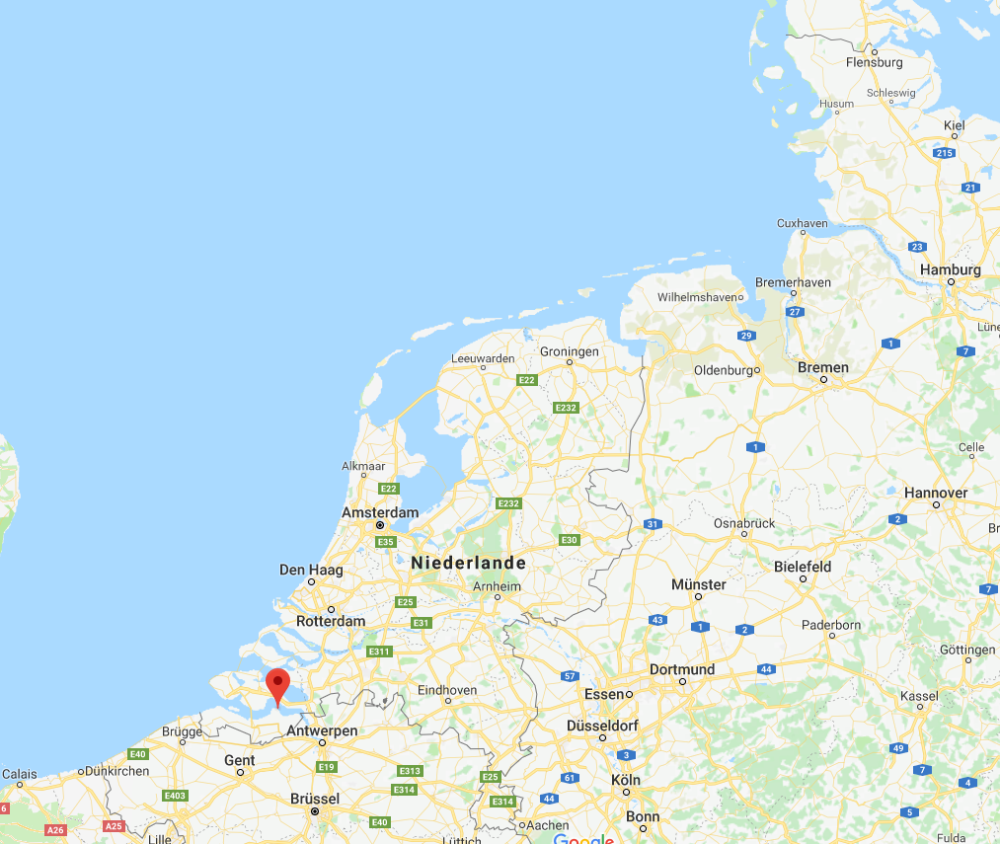 Flensburg
Schleswig
Husum
Kiel
215
21
Cuxhaven
23
Hamburg
Bremerhaven
Wilhelmshaven
27
Lüne
29
1
7
Groningen
Leeuwarden
Oldenburg
Bremen
E22
E232
1
Celle
Alkmaar
E22
Hannover
E232
Amsterdam
2
31
Osnabrück
Br
E35
E30
Niederlande
Den Haag
Bielefeld
Arnheim
Münster
7
E25
Rotterdam
E31
43
1
2
Paderborn
E311
Göttingen
44
Dortmund
57
Eindhoven
Essen
Kassel
Antwerpen
Düsseldorf
Brügge
49
E40
3
Gent
E19
E313
7
Calais
Dünkirchen
E25
61
4
Köln
E314
E403
44
Brüssel
E314
6
5
Bonn
A26
A25
E40
Aachen
Lille
Lüttich
Google
Fulda